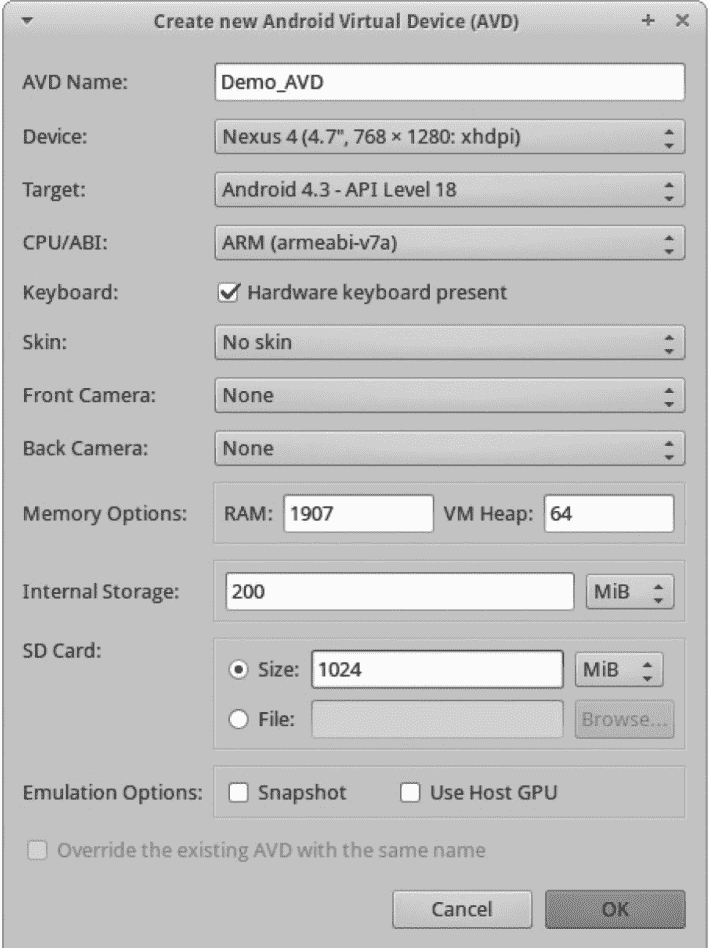 Create new Android Virtual Device (AVD)
AVD Name: Demo_AVD
Device: Nexus 4 (4.7", 768 × 1280: xhdpi)
Target: Android 4.3 - API Level 18
CPU/ABI: ARM (armeabi-v7a)
Keyboard: Hardware keyboard present
Skin: No skin
Front Camera: None
Back Camera: None
Memory Options: RAM: 1907 VM Heap: 64
Internal Storage: 200 MiB
SD Card:
Size: 1024 MiB
File: Browse...
Emulation Options: Snapshot Use Host GPU
Override the existing AVD with the same name
Cancel OK